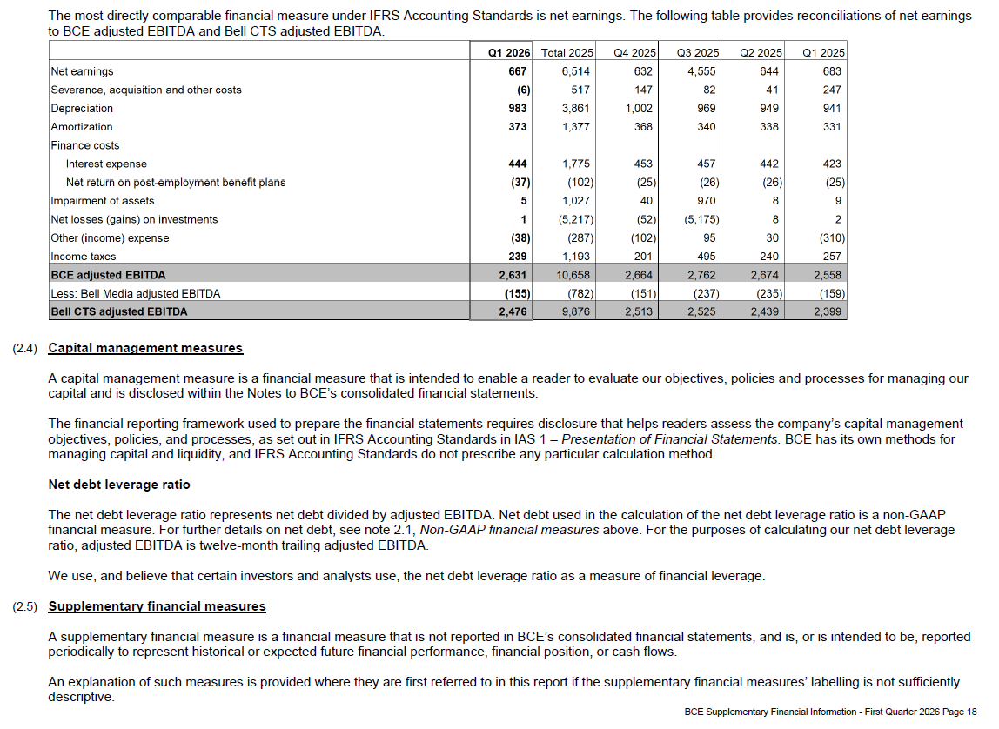 The most directly comparable financial measure under IFRS Accounting Standards is net earnings. The following table provides reconciliations of net earnings
to BCE adjusted EBITDA and Bell CTS adjusted EBITDA.
Q1 2026 Total 2025 Q4 2025 Q3 2025 Q2 2025 Q1 2025
Net earnings 667 6,514 632 4,555 644 683
Severance, acquisition and other costs (6) 517 147 82 41 247
Depreciation 983 3,861 1,002 969 949 941
Amortization 373 1,377 368 340 338 331
Finance costs
Interest expense 444 1,775 453 457 442 423
Net return on post-employment benefit plans (37) (102) (25) (26) (26) (25)
Impairment of assets 5 1,027 40 970 8 9
Net losses (gains) on investments 1 (5,217) (52) (5,175) 8 2
Other (income) expense (38) (287) (102) 95 30 (310)
Income taxes 239 1,193 201 495 240 257
BCE adjusted EBITDA 2,631 10,658 2,664 2,762 2,674 2,558
Less: Bell Media adjusted EBITDA (155) (782) (151) (237) (235) (159)
Bell CTS adjusted EBITDA 2,476 9,876 2,513 2,525 2,439 2,399
(2.4) Capital management measures
A capital management measure is a financial measure that is intended to enable a reader to evaluate our objectives, policies and processes for managing our
capital and is disclosed within the Notes to BCE's consolidated financial statements.
The financial reporting framework used to prepare the financial statements requires disclosure that helps readers assess the company's capital management
objectives, policies, and processes, as set out in IFRS Accounting Standards in IAS 1 – Presentation of Financial Statements. BCE has its own methods for
managing capital and liquidity, and IFRS Accounting Standards do not prescribe any particular calculation method.
Net debt leverage ratio
The net debt leverage ratio represents net debt divided by adjusted EBITDA. Net debt used in the calculation of the net debt leverage ratio is a non-GAAP
financial measure. For further details on net debt, see note 2.1, Non-GAAP financial measures above. For the purposes of calculating our net debt leverage
ratio, adjusted EBITDA is twelve-month trailing adjusted EBITDA.
We use, and believe that certain investors and analysts use, the net debt leverage ratio as a measure of financial leverage.
(2.5) Supplementary financial measures
A supplementary financial measure is a financial measure that is not reported in BCE's consolidated financial statements, and is, or is intended to be, reported
periodically to represent historical or expected future financial performance, financial position, or cash flows.
An explanation of such measures is provided where they are first referred to in this report if the supplementary financial measures' labelling is not sufficiently
descriptive.
BCE Supplementary Financial Information - First Quarter 2026 Page 18